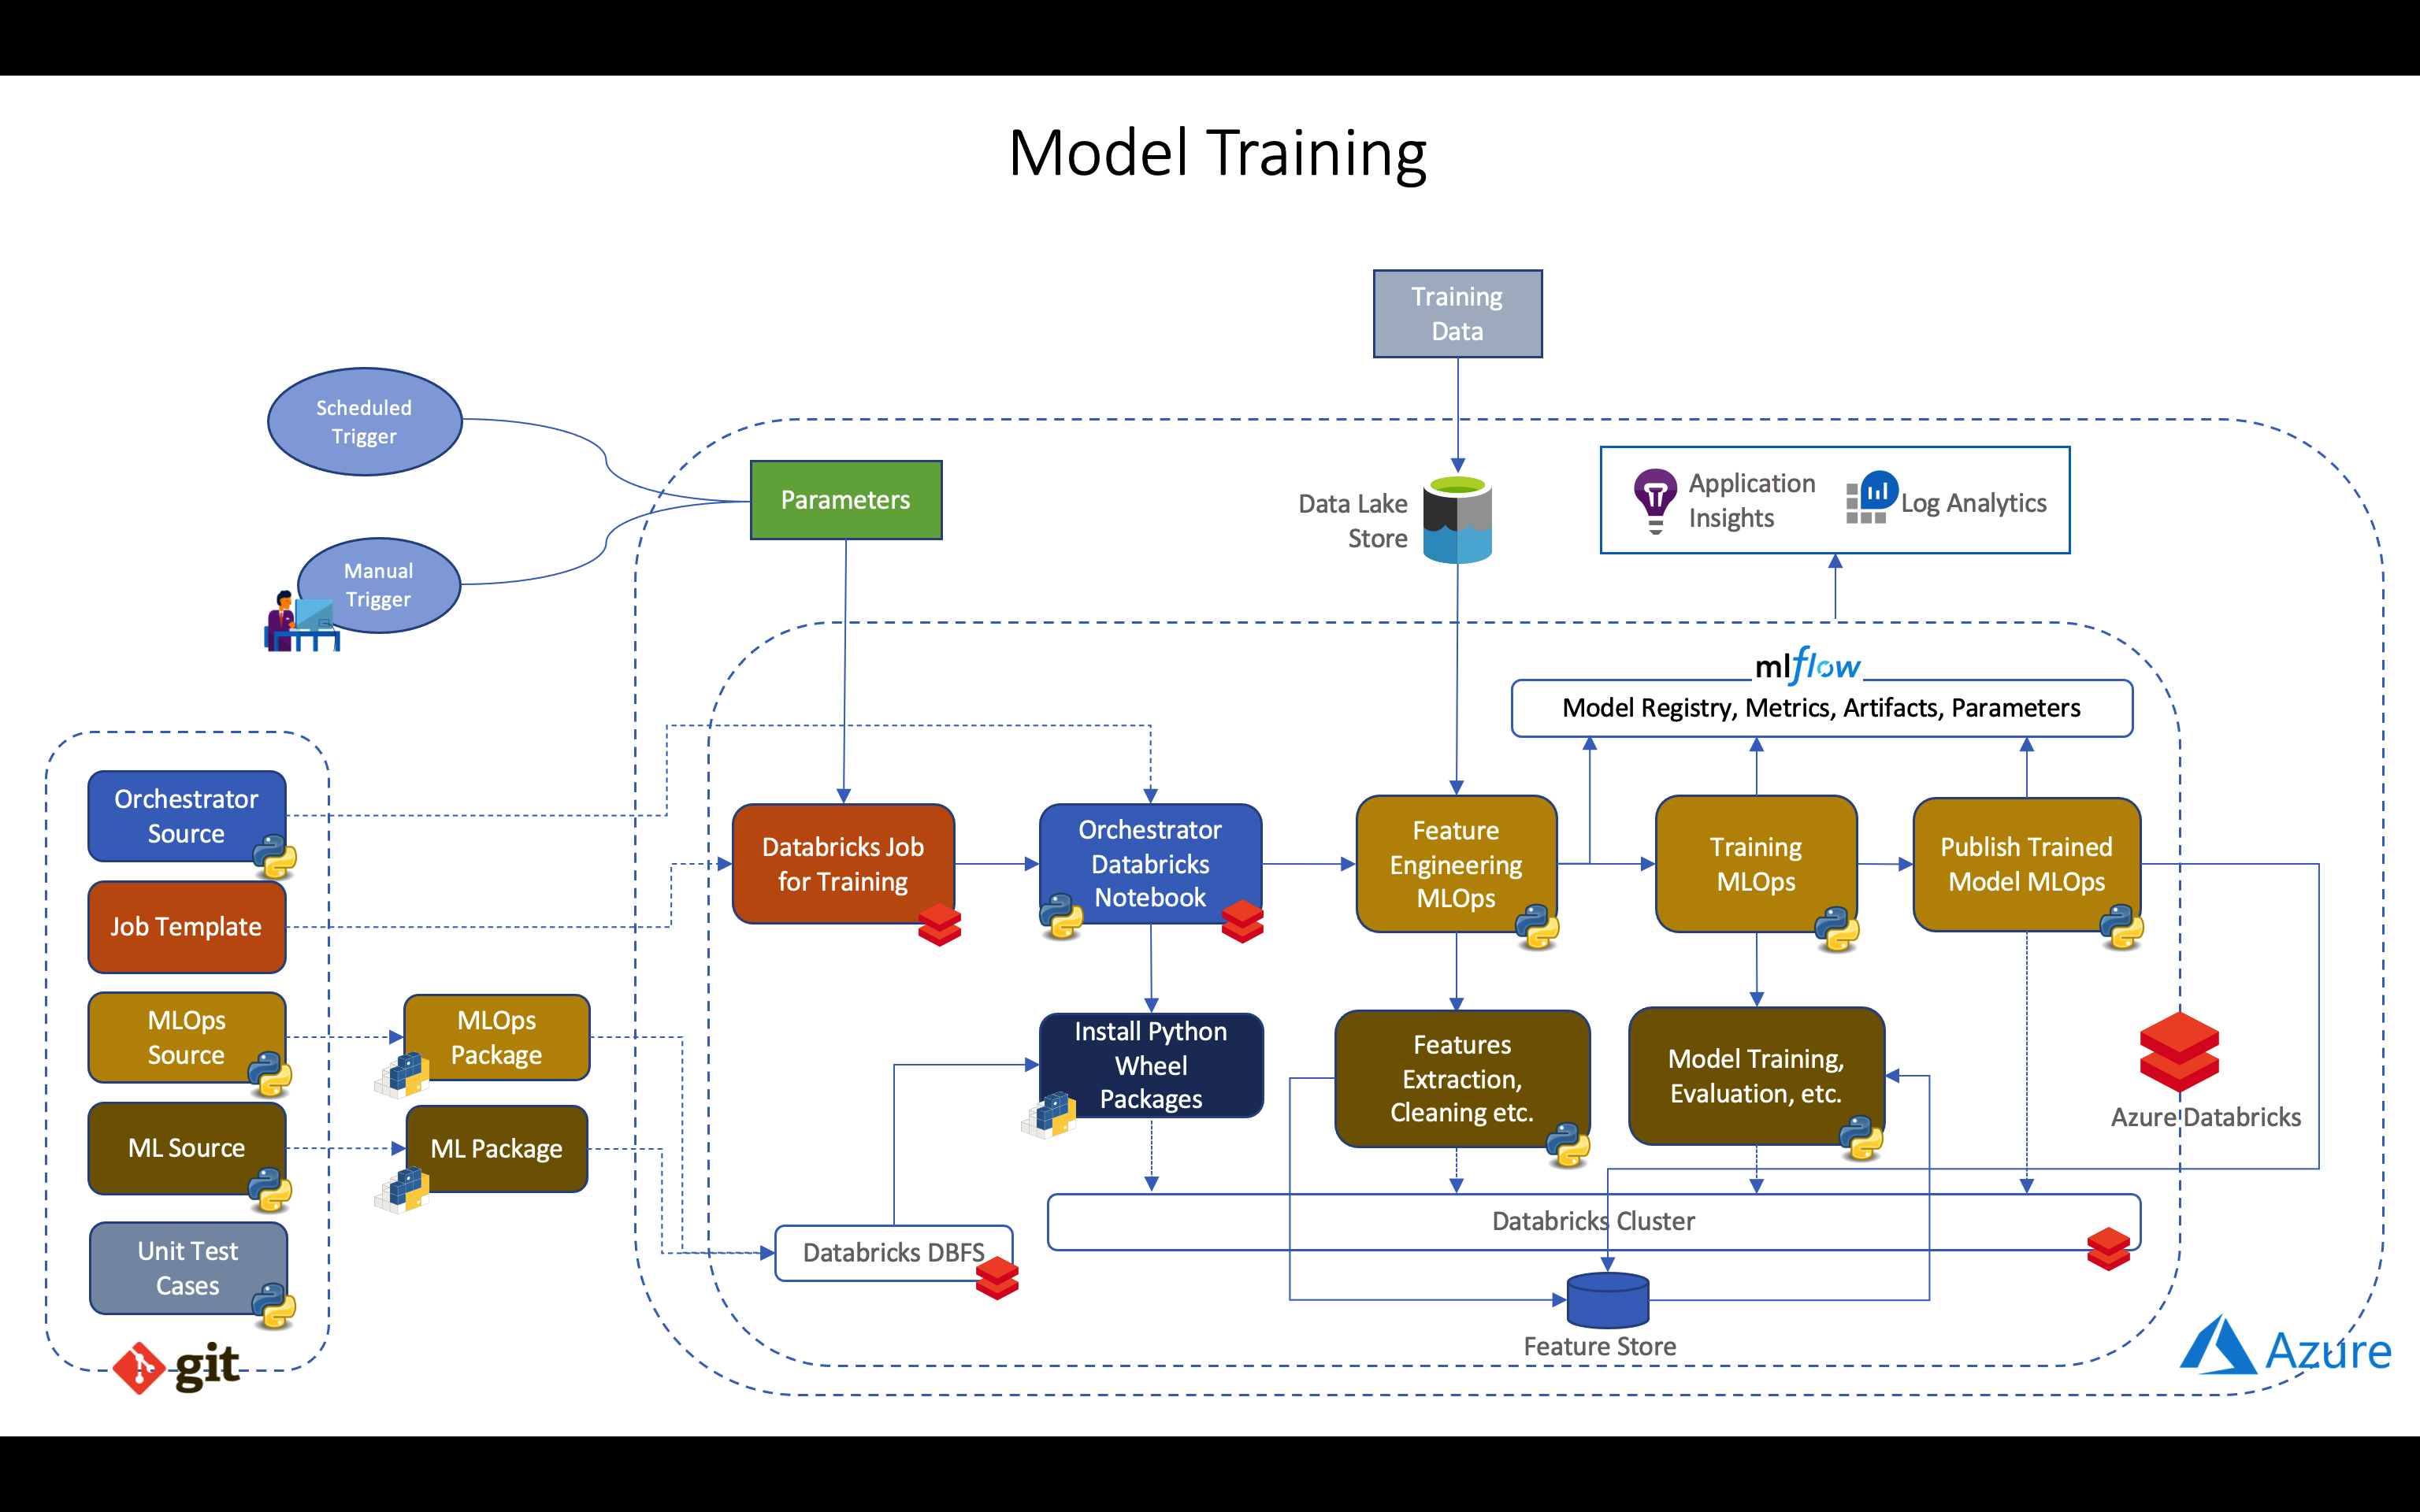 Model Training
Training
Data
Scheduled
Trigger
Parameters
Data Lake
Store
Application
Insights
Log Analytics
Manual
Trigger
mlflow
Model Registry, Metrics, Artifacts, Parameters
Orchestrator
Source
Databricks Job
for Training
Orchestrator
Databricks
Notebook
Feature
Engineering
MLOps
Training
MLOps
Publish Trained
Model MLOps
Job Template
MLOps
Source
MLOps
Package
Install Python
Wheel
Packages
Features
Extraction,
Cleaning etc.
Model Training,
Evaluation, etc.
Azure Databricks
ML Source
ML Package
Databricks Cluster
Unit Test
Cases
Databricks DBFS
Feature Store
git
Azure